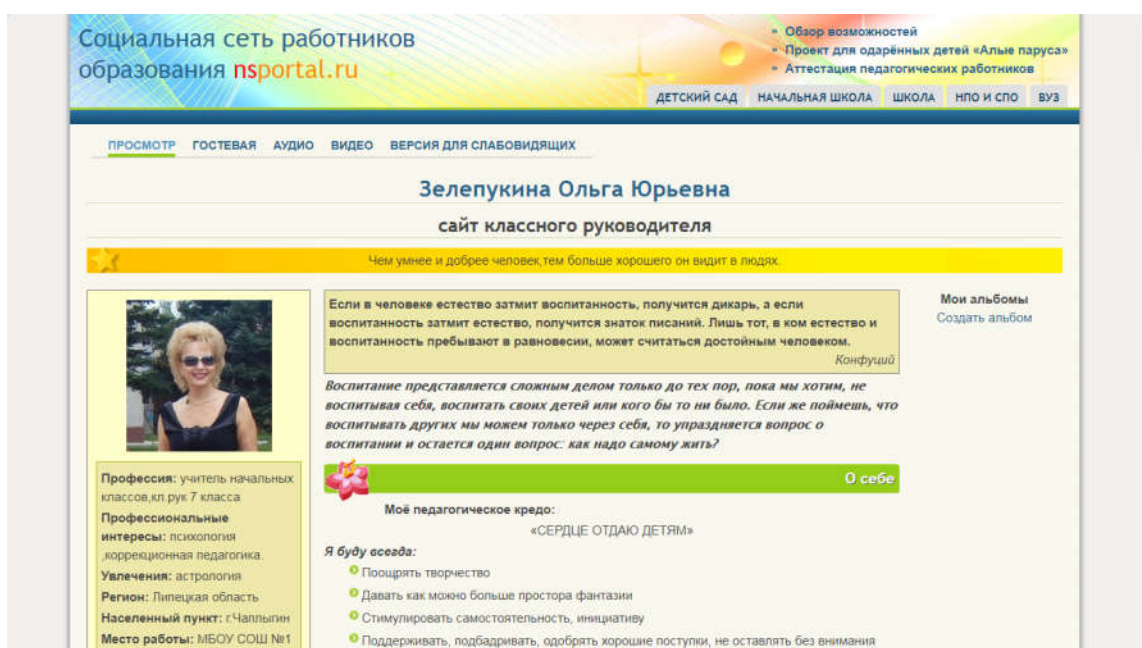 Социальная сеть работников
образования nsportal.ru
Обзор возможностей
Проект для одарённых детей «Алые паруса»
Аттестация педагогических работников
ДЕТСКИЙ САД НАЧАЛЬНАЯ ШКОЛА ШКОЛА НПО И СПО ВУЗ
ПРОСМОТР ГОСТЕВАЯ АУДИО ВИДЕО ВЕРСИЯ ДЛЯ СЛАБОВИДЯЩИХ
Зелепукина Ольга Юрьевна
сайт классного руководителя
Чем умнее и добрее человек,тем больше хорошего он видит в людях.
Профессия: учитель начальных
классов,кл.рук 7 класса
Профессиональные
интересы: психология
,коррекционная педагогика.
Увлечения: астрология
Регион: Липецкая область
Населенный пункт: г.Чаплыгин
Место работы: МБОУ СОШ №1
Если в человеке естество затмит воспитанность, получится дикарь, а если
воспитанность затмит естество, получится знаток писаний. Лишь тот, в ком естество и
воспитанность пребывают в равновесии, может считаться достойным человеком.
Конфуций
Воспитание представляется сложным делом только до тех пор, пока мы хотим, не
воспитывая себя, воспитать своих детей или кого бы то ни было. Если же поймешь, что
воспитывать других мы можем только через себя, то упраздняется вопрос о
воспитании и остается один вопрос: как надо самому жить?
О себе
Моё педагогическое кредо:
«СЕРДЦЕ ОТДАЮ ДЕТЯМ»
Я буду всегда:
Поощрять творчество
Давать как можно больше простора фантазии
Стимулировать самостоятельность, инициативу
Поддерживать, подбадривать, одобрять хорошие поступки, не оставлять без внимания
Мои альбомы
Создать альбом